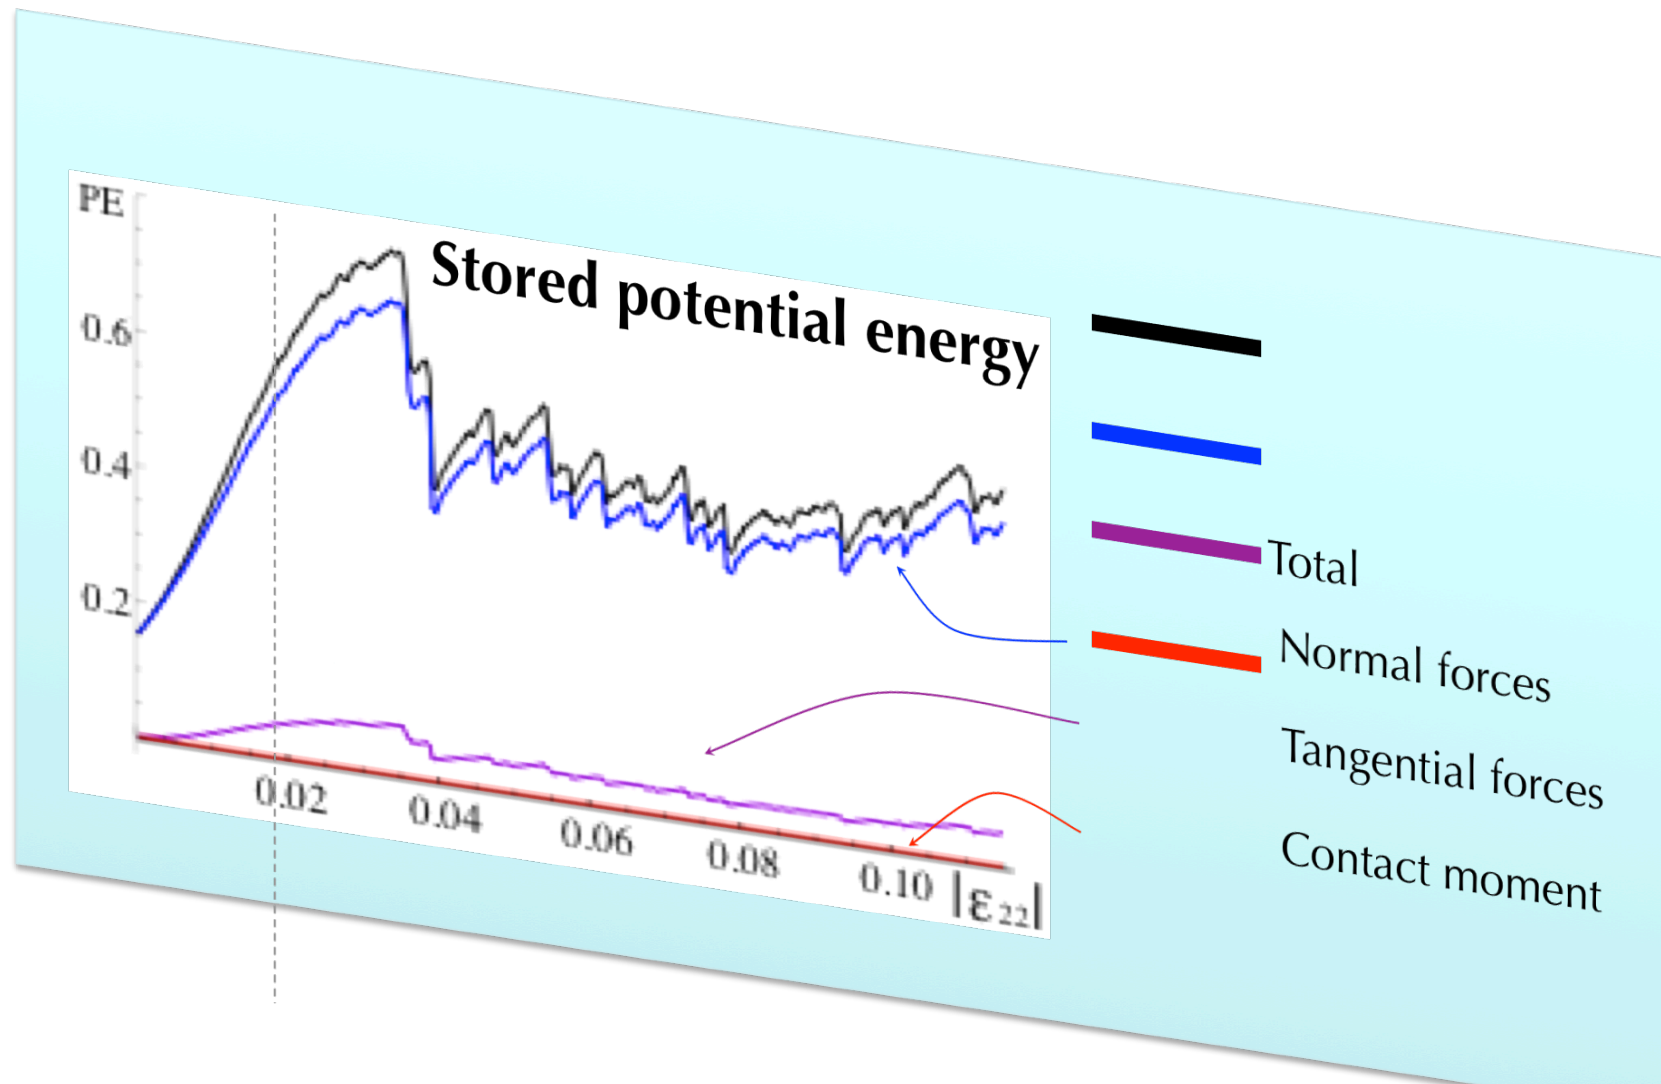 PE
Stored potential energy
0.6
0.4
0.2
0.02
0.04
0.06
0.08
0.10
|ε22|
Total
Normal forces
Tangential forces
Contact moment